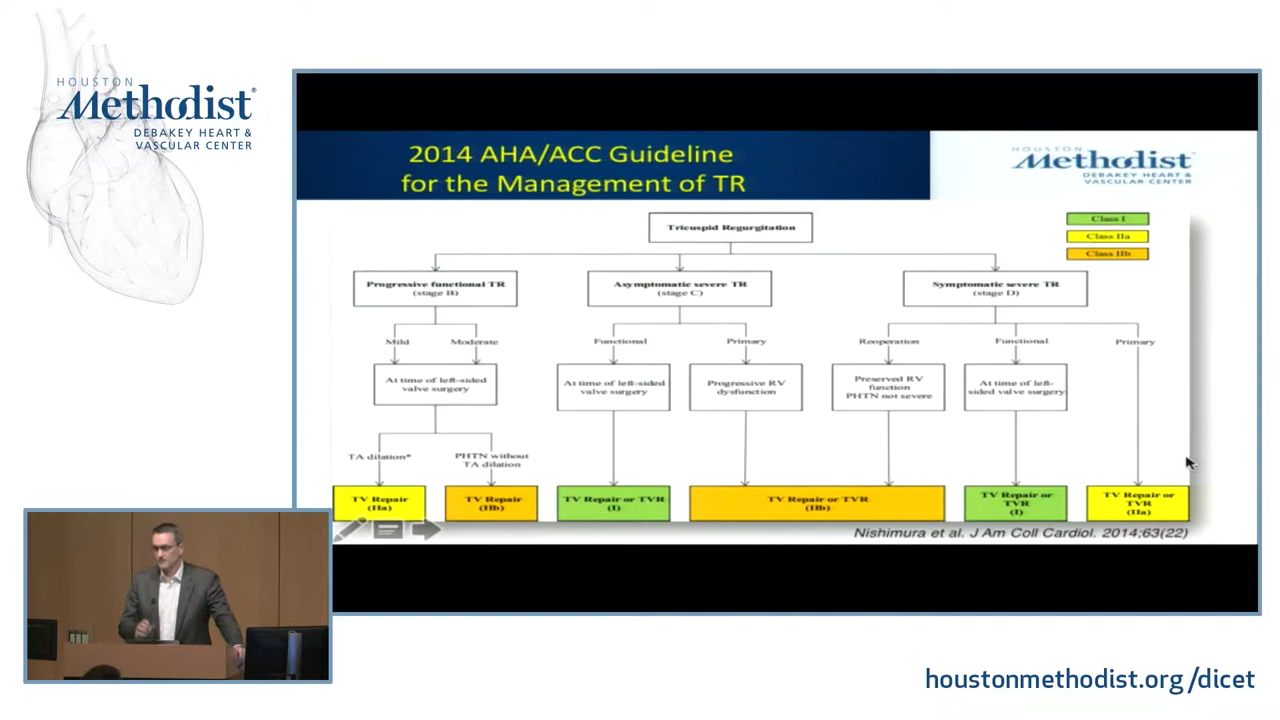 HOUSTON
Methodist®
DEBAKEY HEART &
VASCULAR CENTER
2014 AHA/ACC Guideline
for the Management of TR
HOUSTON
Methodist
DEBAKEY HEART &
VASCULAR CENTER
Class I
Class IIa
Class IIb
Tricuspid Regurgitation
Progressive functional TR
(stage B)
Asymptomatic severe TR
(stage C)
Symptomatic severe TR
(stage D)
Mild
Moderate
Functional
Primary
Reoperation
Functional
Primary
At time of left-sided
valve surgery
At time of left-sided
valve surgery
Progressive RV
dysfunction
Preserved RV
function
PHTN not severe
At time of left-
sided valve surgery
TA dilation*
PHTN without
TA dilation
TV Repair
(IIa)
TV Repair
(IIb)
TV Repair or TVR
(I)
TV Repair or TVR
(IIb)
TV Repair or
TVR
(I)
TV Repair or
TVR
(IIa)
Nishimura et al. J Am Coll Cardiol. 2014;63(22)
houstonmethodist.org/dicet